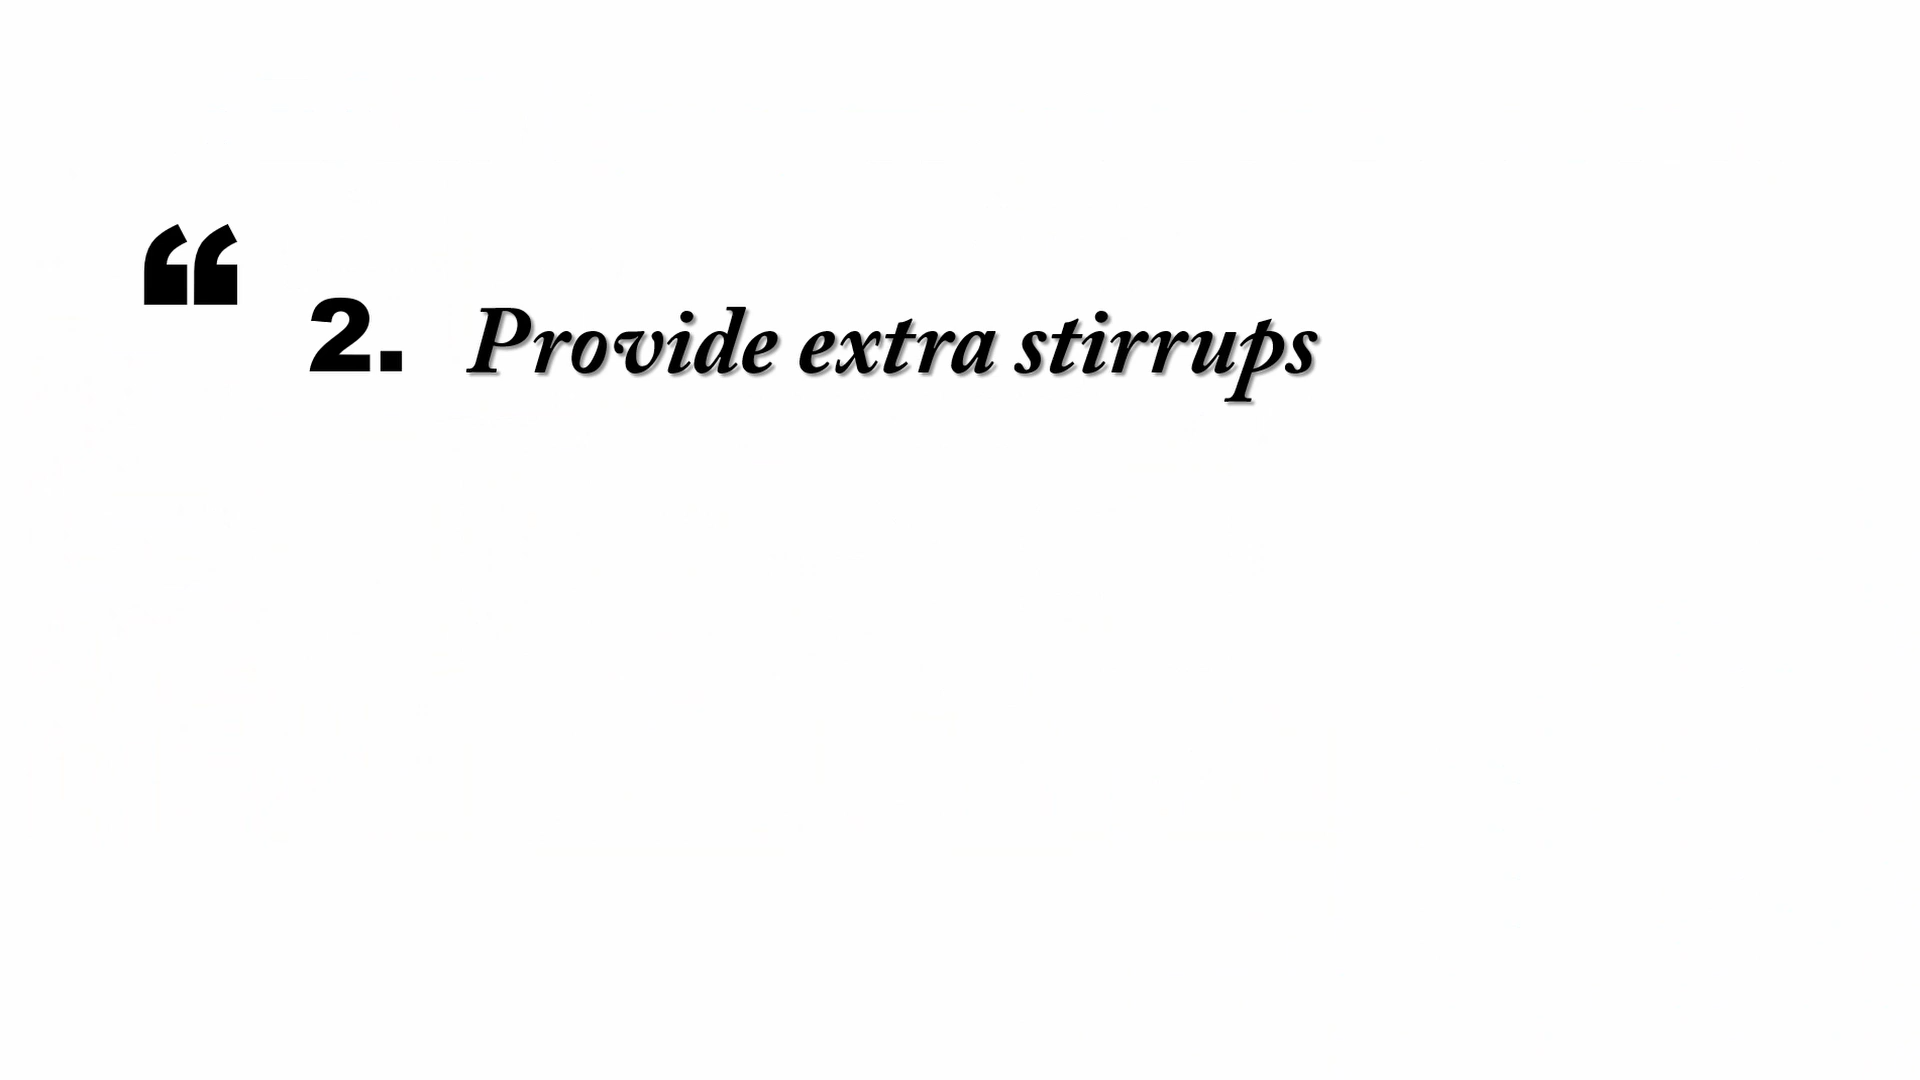 “ 2. Provide extra stirrups